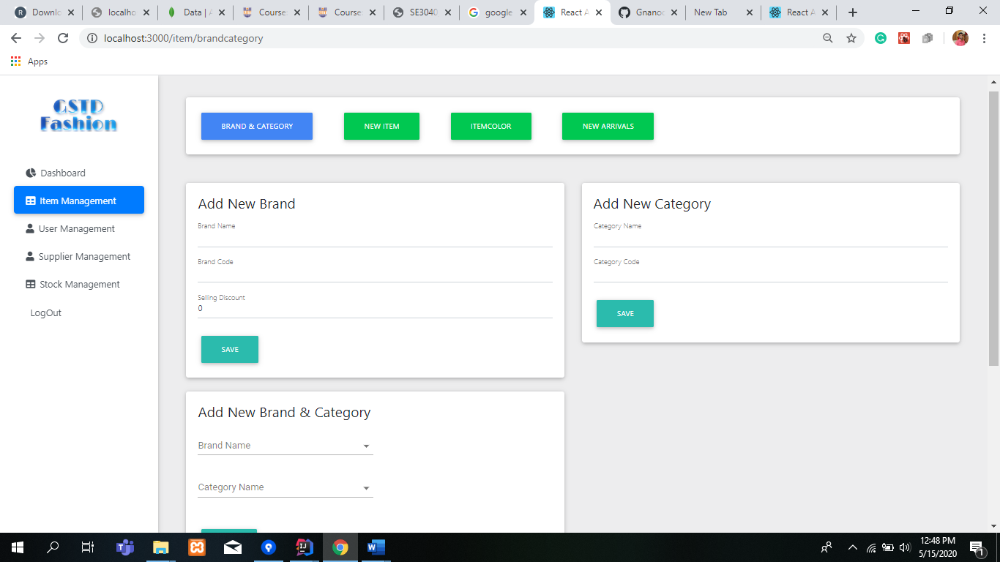 Downlo
localho
Data | A
Course:
Course:
SE3040
google
React A
Gnanoc
New Tab
React A
localhost:3000/item/brandcategory
Apps
GSTD
Fashion
BRAND & CATEGORY
NEW ITEM
ITEMCOLOR
NEW ARRIVALS
Dashboard
Item Management
User Management
Supplier Management
Stock Management
LogOut
Add New Brand
Brand Name
Brand Code
Selling Discount
0
SAVE
Add New Category
Category Name
Category Code
SAVE
Add New Brand & Category
Brand Name
Category Name
12:48 PM
5/15/2020
1